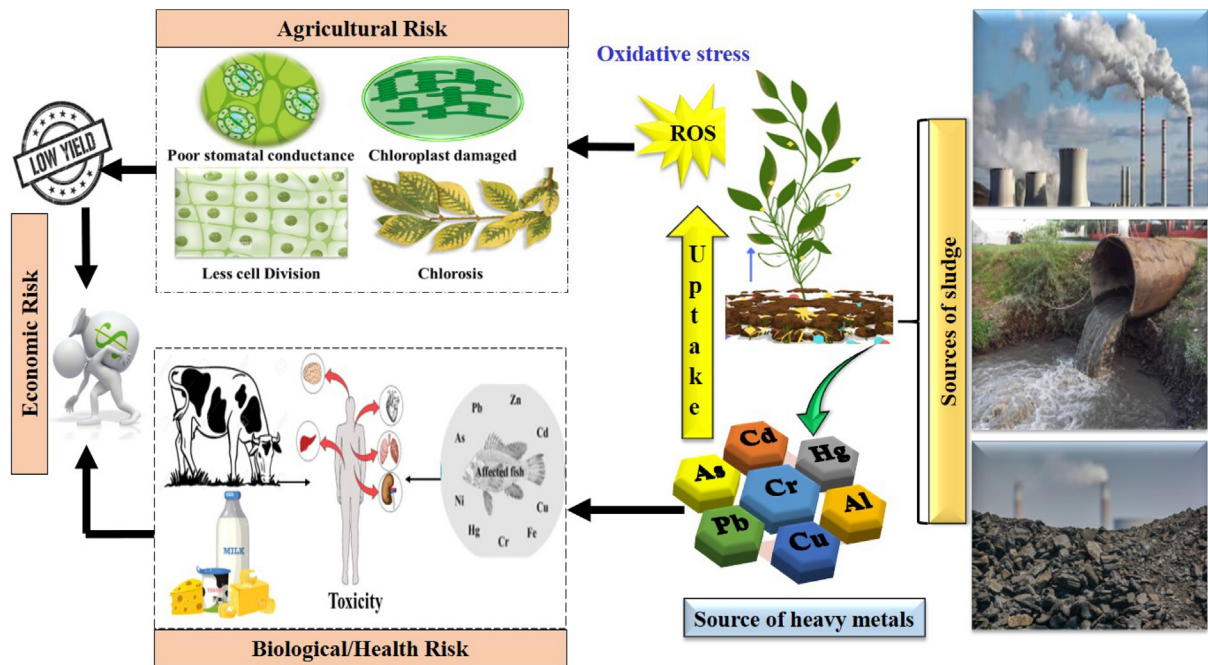 Agricultural Risk
Poor stomatal conductance
Chloroplast damaged
Less cell Division
Chlorosis
LOW YIELD
Economic Risk
$
Oxidative stress
ROS
Uptake
Sources of sludge
Cd
Hg
As
Cr
Al
Pb
Cu
Source of heavy metals
MILK
Toxicity
Pb
Zn
As
Cd
Affected fish
Ni
Cu
Hg
Fe
Cr
Biological/Health Risk